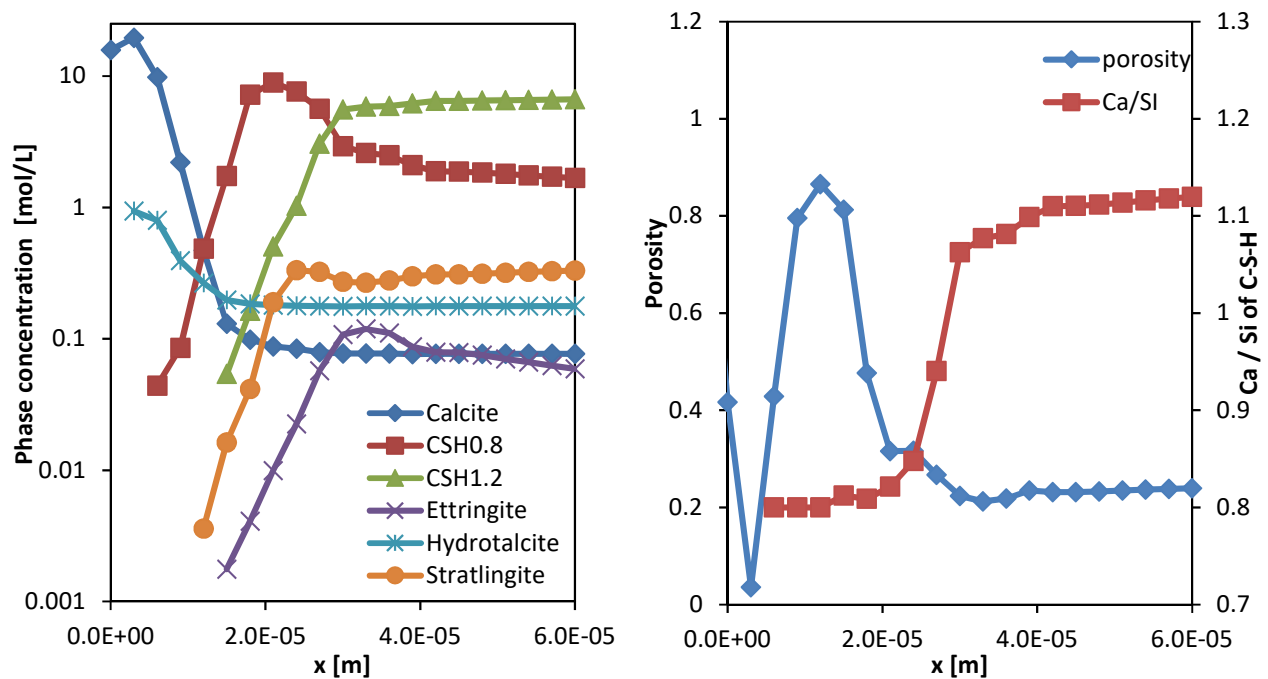 Phase concentration [mol/L]
10
1
0.1
0.01
0.001
Calcite
CSH0.8
CSH1.2
Ettringite
Hydrotalcite
Stratlingite
0.0E+00 2.0E-05 4.0E-05 6.0E-05
x [m]
Porosity
1.2
1
0.8
0.6
0.4
0.2
0
porosity
Ca/SI
1.3
1.2
1.1
1
0.9
0.8
0.7
Ca / Si of C-S-H
0.0E+00 2.0E-05 4.0E-05 6.0E-05
x [m]